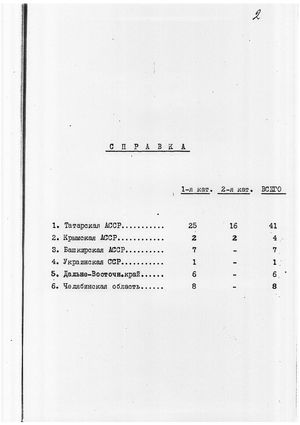 2
С П Р А В К А
1-я кат. 2-я кат. ВСЕГО
1. Татарская АССР........... 25 16 41
2. Крымская АССР............ 2 2 4
3. Башкирская АССР.......... 7 - 7
4. Украинская ССР........... 1 - 1
5. Дальне-Восточн.край...... 6 - 6
6. Челябинская область...... 8 - 8